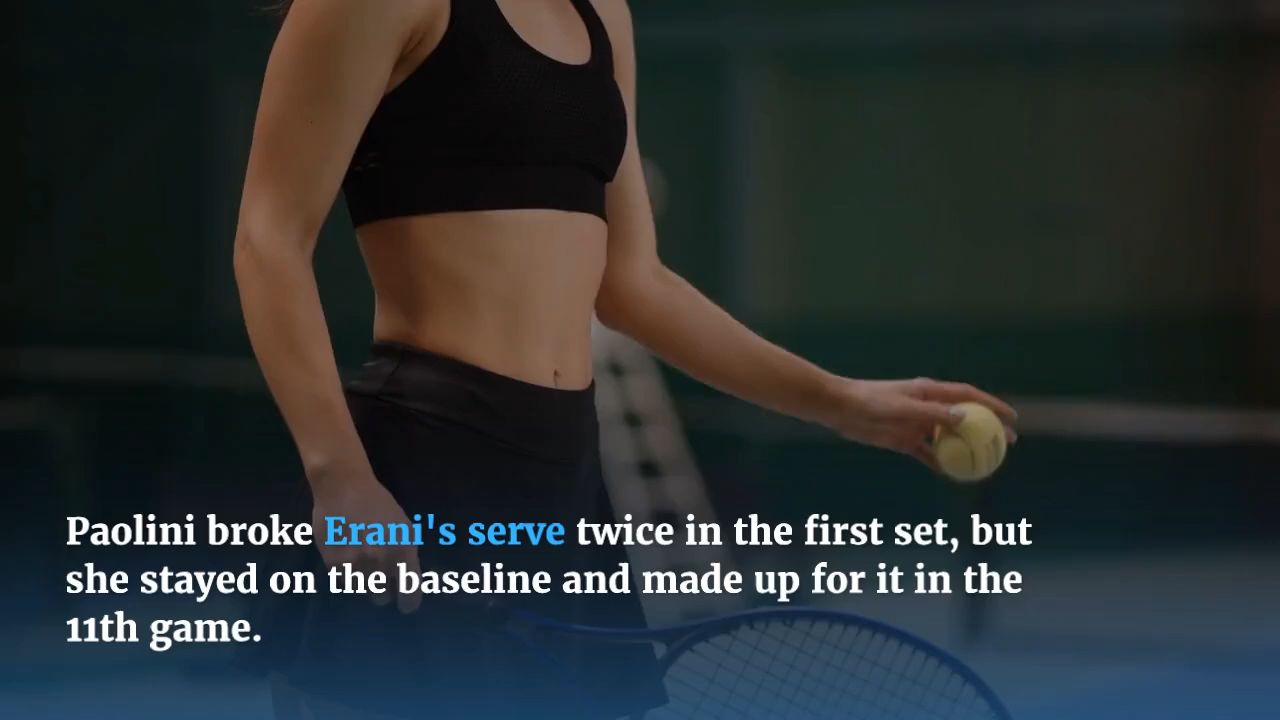 Paolini broke Erani's serve twice in the first set, but
she stayed on the baseline and made up for it in the
11th game.